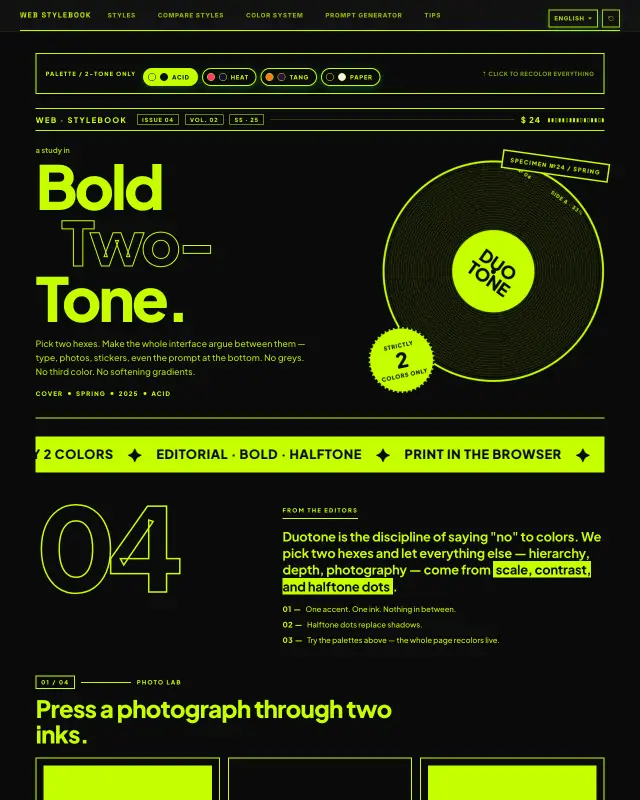 WEB STYLEBOOK STYLES COMPARE STYLES COLOR SYSTEM PROMPT GENERATOR TIPS ENGLISH
PALETTE / 2-TONE ONLY ACID HEAT TANG PAPER ↑ CLICK TO RECOLOR EVERYTHING
WEB · STYLEBOOK ISSUE 04 VOL. 02 SS · 25 $ 24
a study in
Bold
Two-
Tone.
Pick two hexes. Make the whole interface argue between them —
type, photos, stickers, even the prompt at the bottom. No greys.
No third color. No softening gradients.
COVER • SPRING • 2025 • ACID
SPECIMEN №24 / SPRING
SIDE A · 33⅓
DUO
TONE
STRICTLY
2
COLORS ONLY
Y 2 COLORS ✦ EDITORIAL · BOLD · HALFTONE ✦ PRINT IN THE BROWSER ✦
04
FROM THE EDITORS
Duotone is the discipline of saying "no" to colors. We
pick two hexes and let everything else — hierarchy,
depth, photography — come from scale, contrast,
and halftone dots.
01 — One accent. One ink. Nothing in between.
02 — Halftone dots replace shadows.
03 — Try the palettes above — the whole page recolors live.
01 / 04 PHOTO LAB
Press a photograph through two
inks.